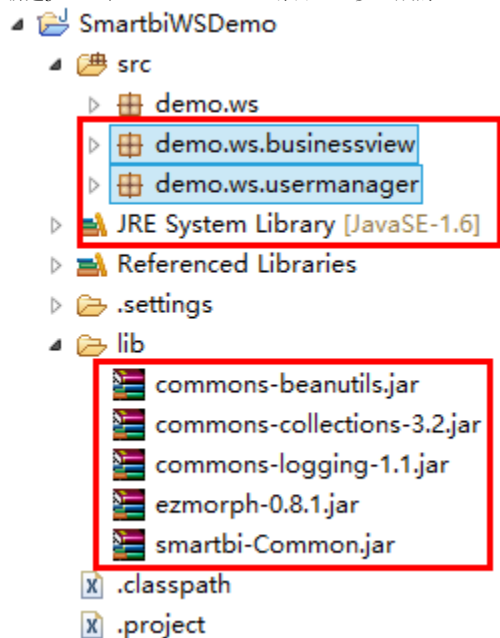 SmartbiWSDemo
src
demo.ws
demo.ws.businessview
demo.ws.usermanager
JRE System Library [JavaSE-1.6]
Referenced Libraries
.settings
lib
commons-beanutils.jar
commons-collections-3.2.jar
commons-logging-1.1.jar
ezmorph-0.8.1.jar
smartbi-Common.jar
.classpath
.project